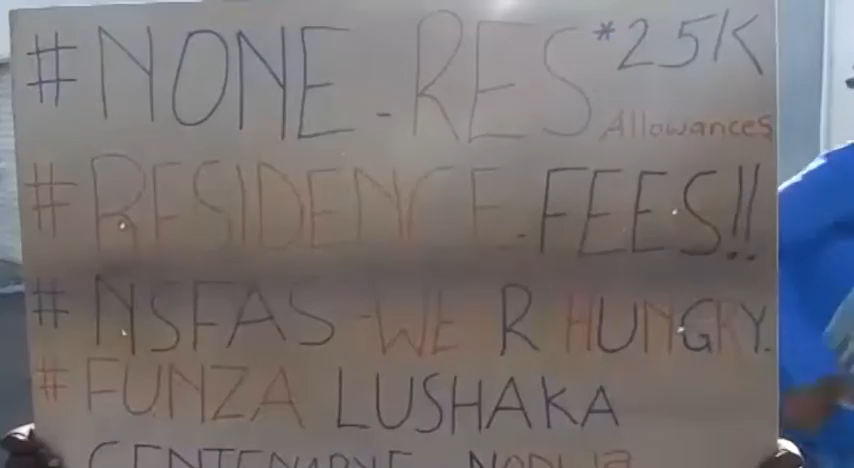 # NONE - RES *25K
Allowances
# RESIDENCE - FEES!!
# NSFAS - WE R HUNGRY.
# FUNZA LUSHAKA